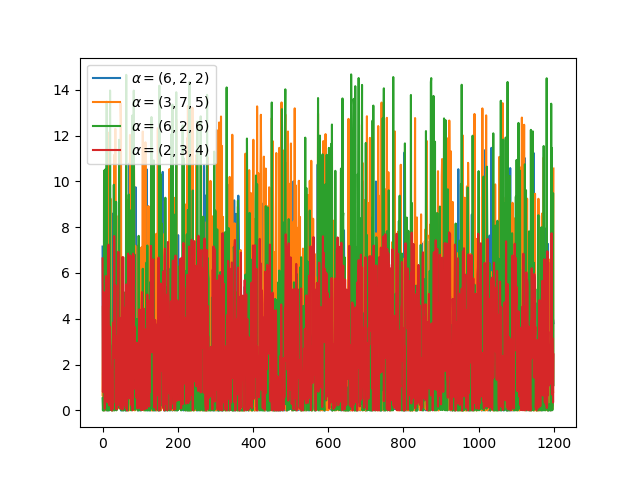 α = (6, 2, 2)
α = (3, 7, 5)
α = (6, 2, 6)
α = (2, 3, 4)
14
12
10
8
6
4
2
0
0 200 400 600 800 1000 1200